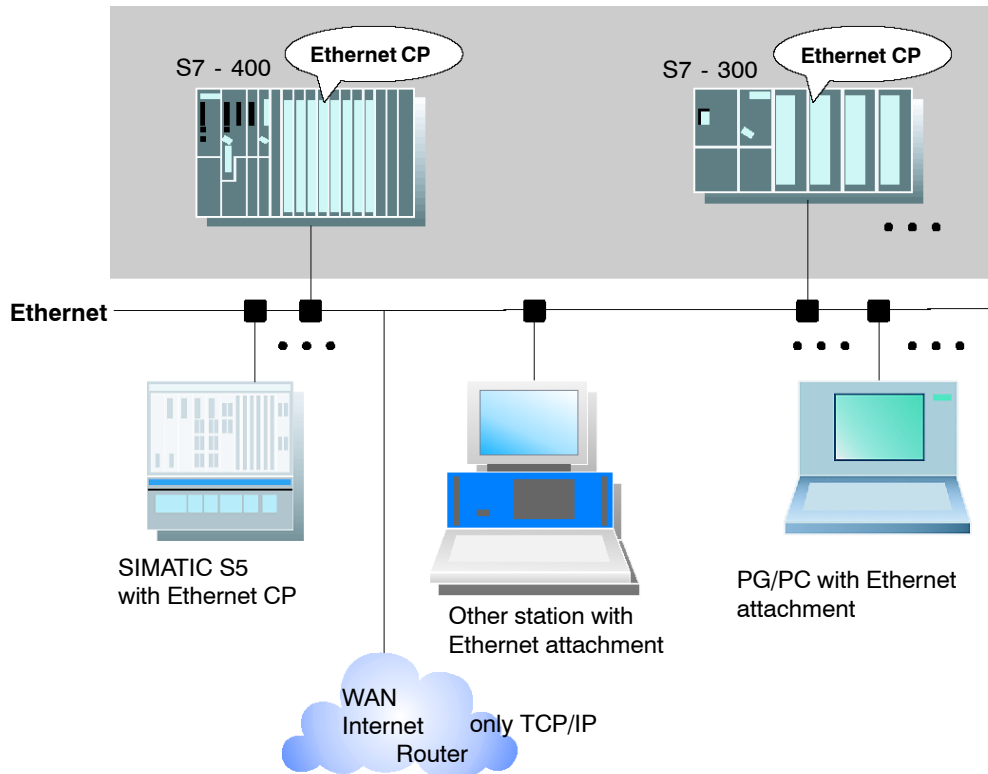 Ethernet CP
S7 - 400
Ethernet CP
S7 - 300
Ethernet
SIMATIC S5
with Ethernet CP
Other station with
Ethernet attachment
PG/PC with Ethernet
attachment
WAN
Internet only TCP/IP
Router